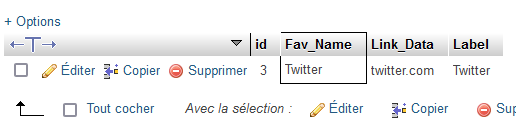 + Options
id Fav_Name Link_Data Label
Éditer Copier Supprimer 3 Twitter twitter.com Twitter
Tout cocher Avec la sélection : Éditer Copier